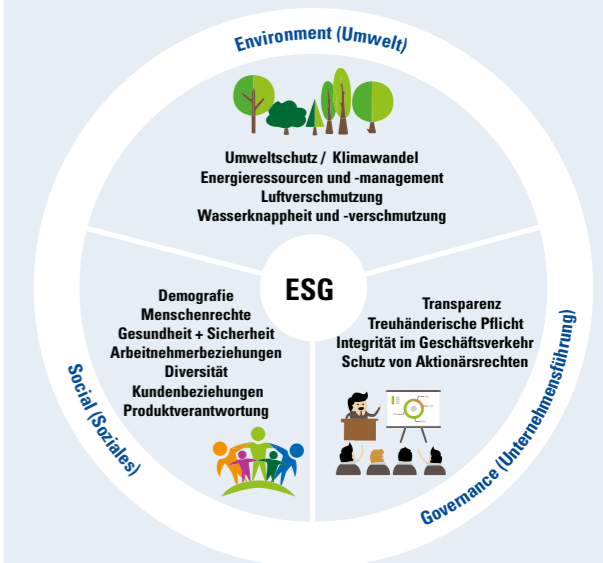 Environment (Umwelt)
Umweltschutz / Klimawandel
Energieressourcen und -management
Luftverschmutzung
Wasserknappheit und -verschmutzung
ESG
Demografie
Menschenrechte
Gesundheit + Sicherheit
Arbeitnehmerbeziehungen
Diversität
Kundenbeziehungen
Produktverantwortung
Social (Soziales)
Transparenz
Treuhänderische Pflicht
Integrität im Geschäftsverkehr
Schutz von Aktionärsrechten
Governance (Unternehmensführung)